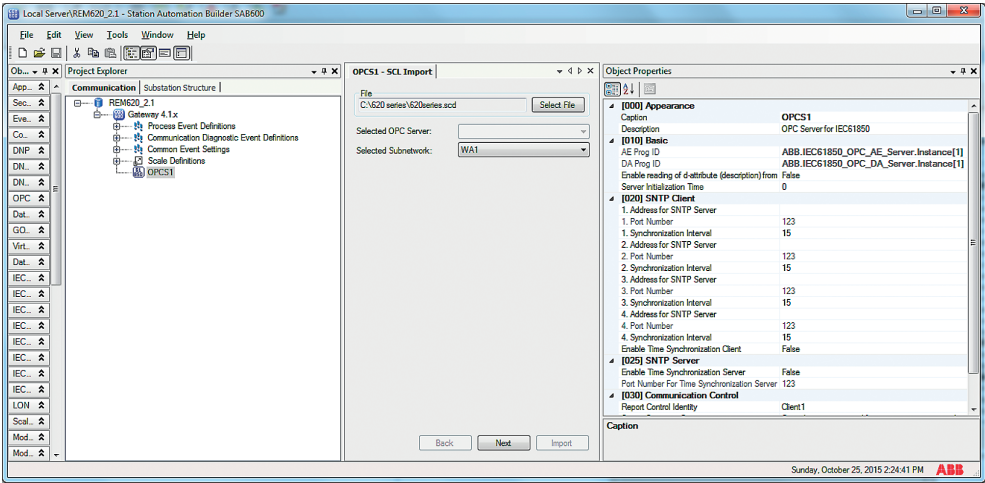 Local Server\REM620_2.1 - Station Automation Builder SAB600
File Edit View Tools Window Help
Ob...
App...
Sec...
Eve...
Co...
DNP
DN...
DN...
OPC
Dat...
GO...
Virt...
Dat...
IEC...
IEC...
IEC...
IEC...
IEC...
IEC...
IEC...
IEC...
LON
Scal...
Mod...
Mod...
Project Explorer
Communication Substation Structure
REM620_2.1
Gateway 4.1.x
Process Event Definitions
Communication Diagnostic Event Definitions
Common Event Settings
Scale Definitions
OPCS1
OPCS1 - SCL Import
File
C:\620 series\620series.scd Select File
Selected OPC Server:
Selected Subnetwork: WA1
Back Next Import
Object Properties
[000] Appearance
Caption OPCS1
Description OPC Server for IEC61850
[010] Basic
AE Prog ID ABB.IEC61850_OPC_AE_Server.Instance[1]
DA Prog ID ABB.IEC61850_OPC_DA_Server.Instance[1]
Enable reading of d-attribute (description) from False
Server Initialization Time 0
[020] SNTP Client
1. Address for SNTP Server
1. Port Number 123
1. Synchronization Interval 15
2. Address for SNTP Server
2. Port Number 123
2. Synchronization Interval 15
3. Address for SNTP Server
3. Port Number 123
3. Synchronization Interval 15
4. Address for SNTP Server
4. Port Number 123
4. Synchronization Interval 15
Enable Time Synchronization Client False
[025] SNTP Server
Enable Time Synchronization Server False
Port Number For Time Synchronization Server 123
[030] Communication Control
Report Control Identity Client1
Caption
Sunday, October 25, 2015 2:24:41 PM ABB